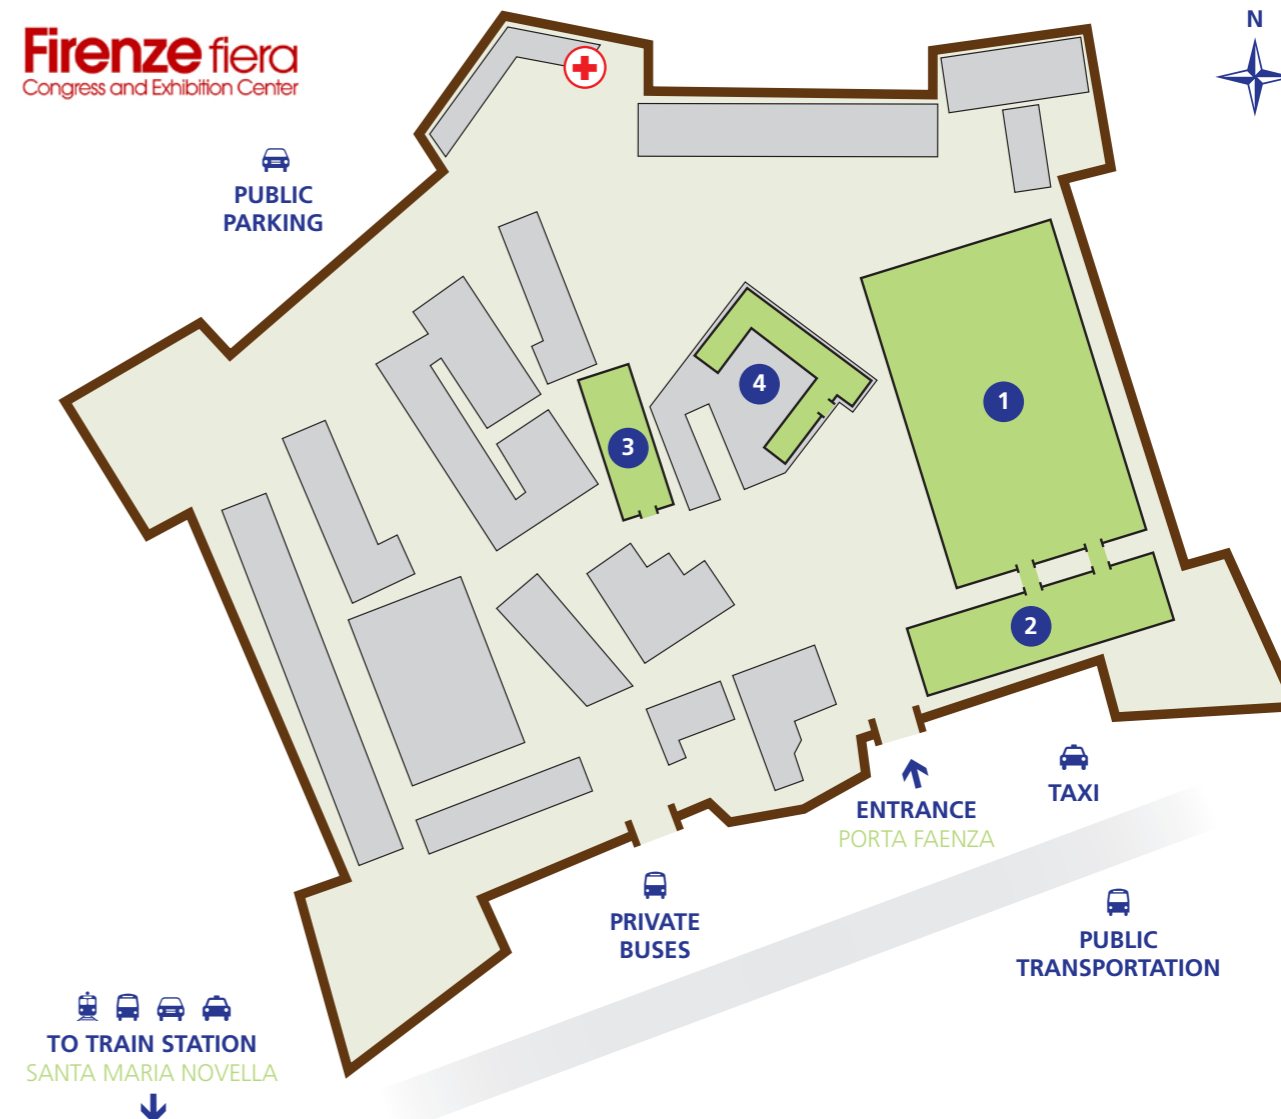 Firenze fiera
Congress and Exhibition Center
N
PUBLIC
PARKING
4
1
3
2
ENTRANCE
PORTA FAENZA
TAXI
PRIVATE
BUSES
PUBLIC
TRANSPORTATION
TO TRAIN STATION
SANTA MARIA NOVELLA